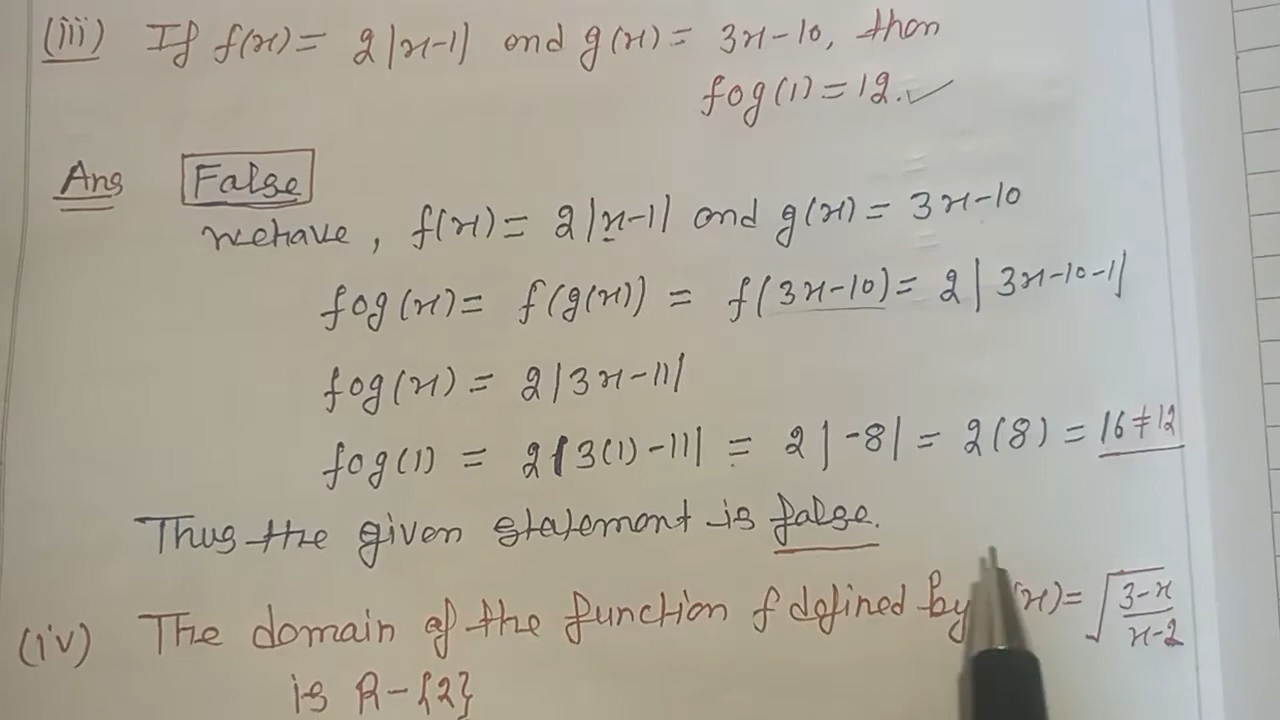 (iii) If f(x) = 2|x-1| and g(x) = 3x-10, then
fog(1) = 12. ✓
Ans False
we have, f(x) = 2|x-1| and g(x) = 3x-10
fog(x) = f(g(x)) = f(3x-10) = 2|3x-10-1|
fog(x) = 2|3x-11|
fog(1) = 2|3(1)-11| = 2|-8| = 2(8) = 16≠12
Thus the given statement is false.
(iv) The domain of the function f defined by (x) = √(3-x)/(x-2)
is R-{2}